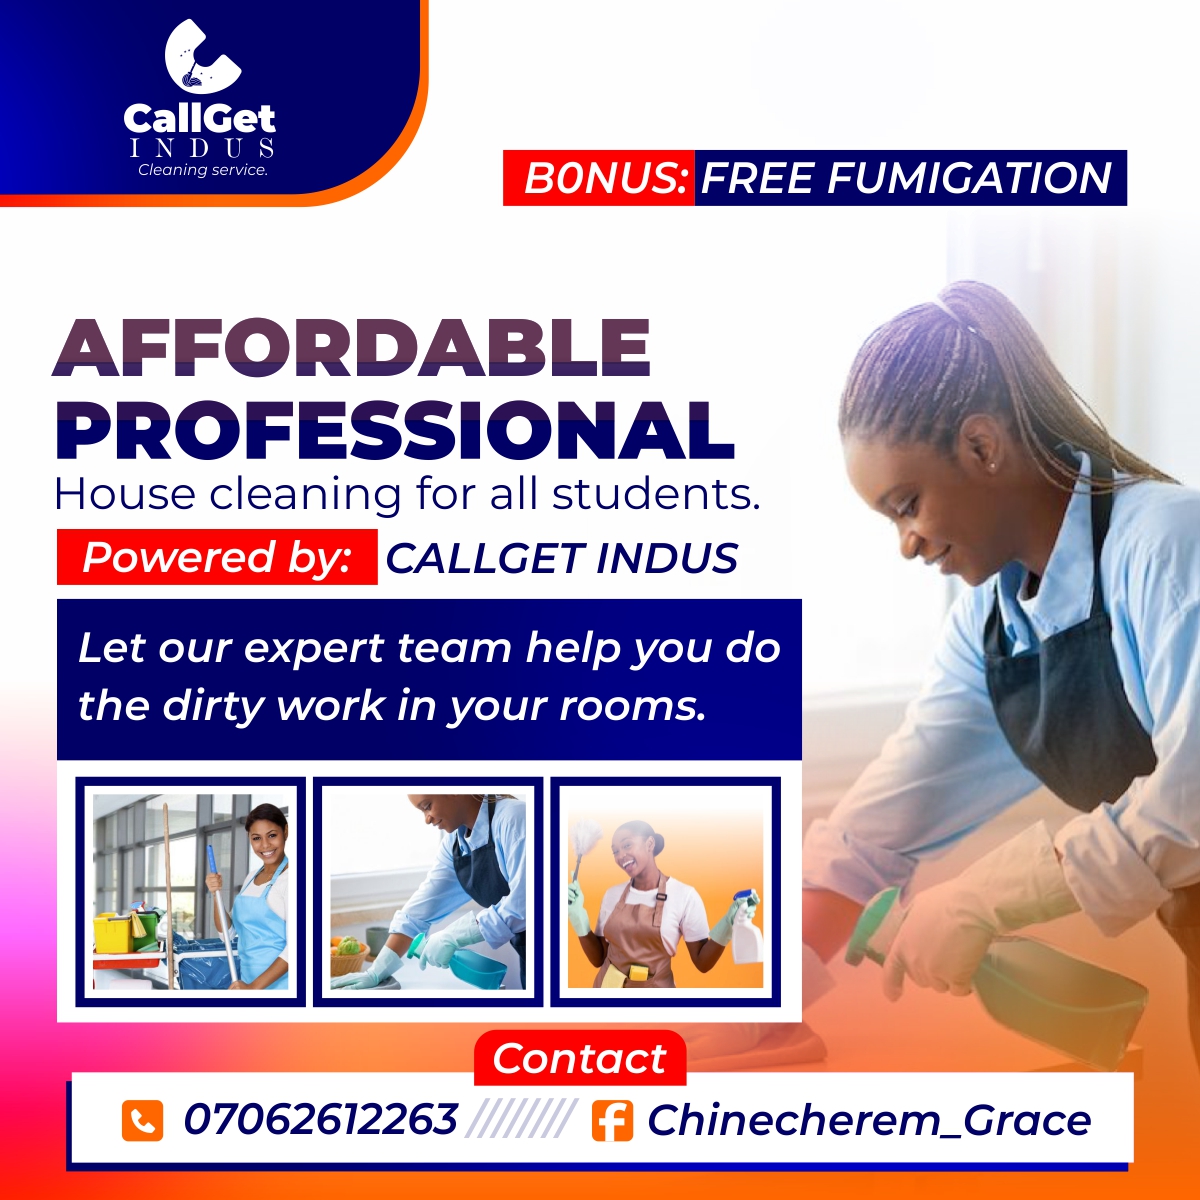 CallGet
INDUS
Cleaning service.
B0NUS: FREE FUMIGATION
AFFORDABLE
PROFESSIONAL
House cleaning for all students.
Powered by: CALLGET INDUS
Let our expert team help you do
the dirty work in your rooms.
Contact
07062612263 Chinecherem_Grace